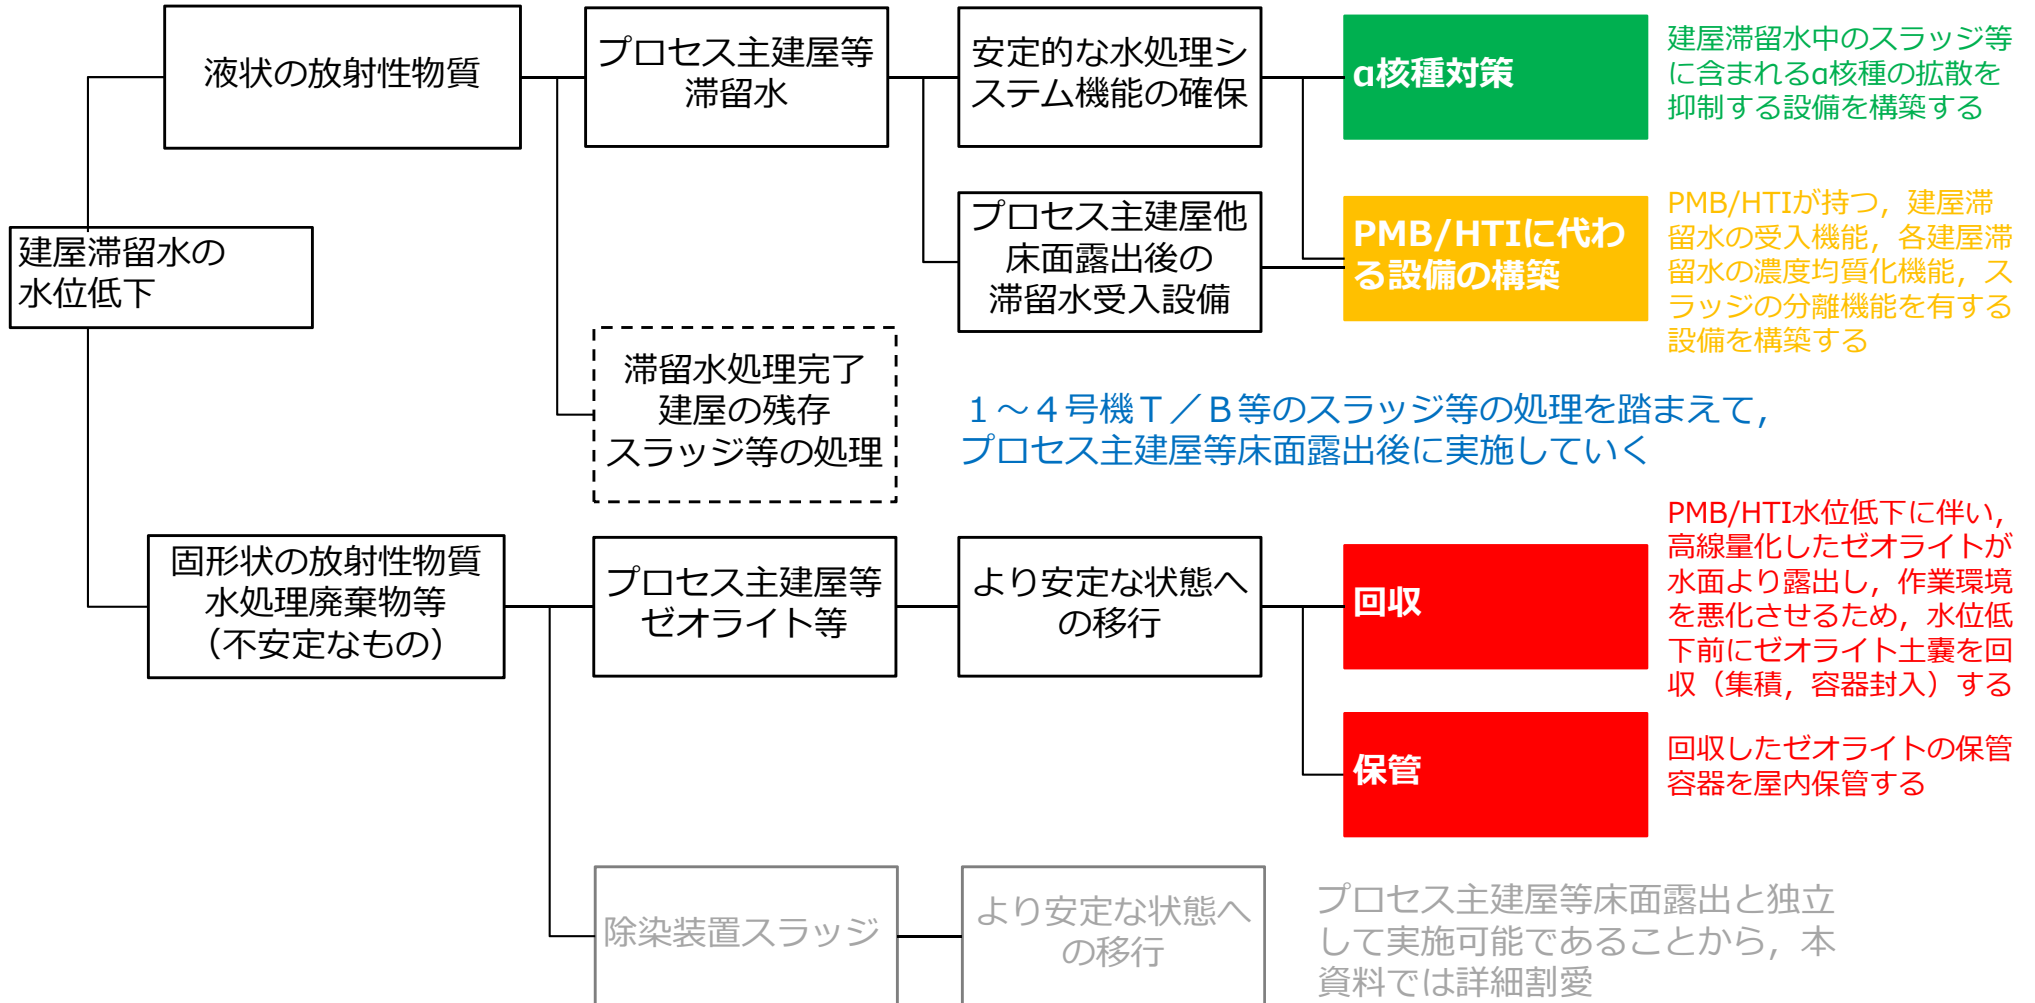 建屋滞留水の
水位低下
液状の放射性物質
プロセス主建屋等
滞留水
安定的な水処理シ
ステム機能の確保
α核種対策
建屋滞留水中のスラッジ等
に含まれるα核種の拡散を
抑制する設備を構築する
プロセス主建屋他
床面露出後の
滞留水受入設備
PMB/HTIに代わ
る設備の構築
PMB/HTIが持つ，建屋滞
留水の受入機能，各建屋滞
留水の濃度均質化機能，ス
ラッジの分離機能を有する
設備を構築する
滞留水処理完了
建屋の残存
スラッジ等の処理
１～４号機Ｔ／Ｂ等のスラッジ等の処理を踏まえて，
プロセス主建屋等床面露出後に実施していく
固形状の放射性物質
水処理廃棄物等
（不安定なもの）
プロセス主建屋等
ゼオライト等
より安定な状態へ
の移行
回収
PMB/HTI水位低下に伴い，
高線量化したゼオライトが
水面より露出し，作業環境
を悪化させるため，水位低
下前にゼオライト土嚢を回
収（集積，容器封入）する
保管
回収したゼオライトの保管
容器を屋内保管する
除染装置スラッジ
より安定な状態へ
の移行
プロセス主建屋等床面露出と独立
して実施可能であることから，本
資料では詳細割愛